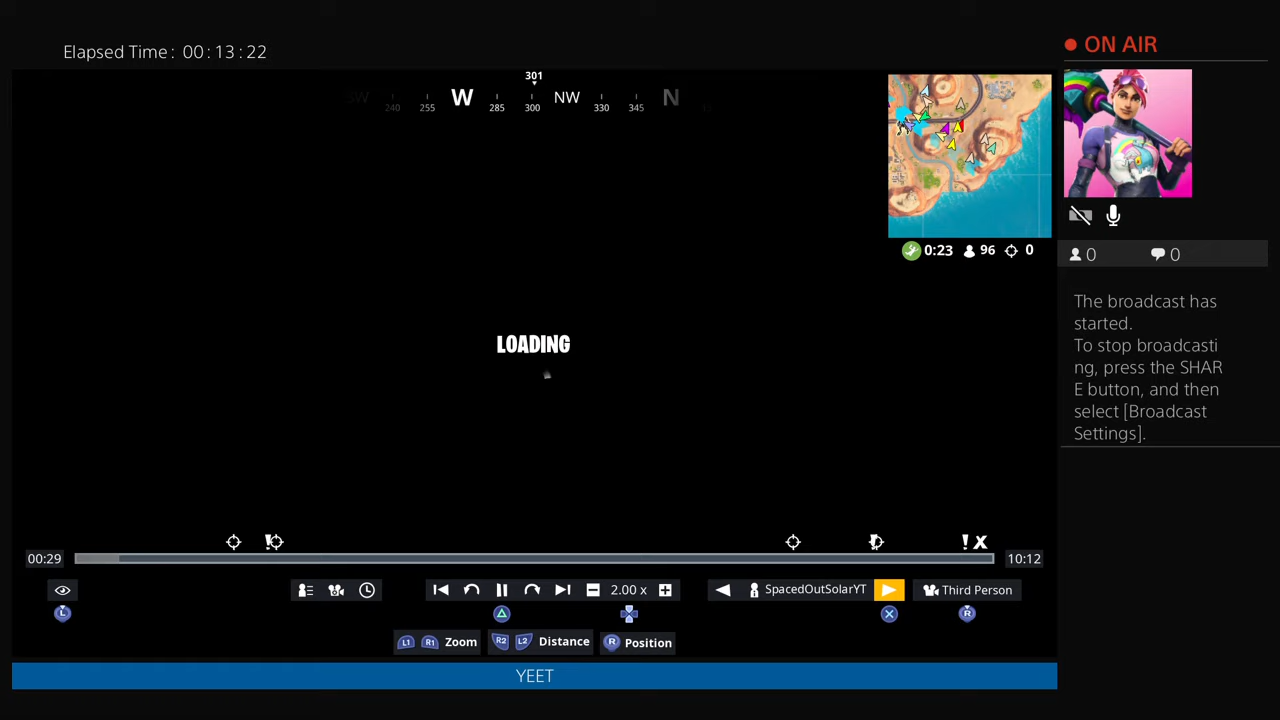 Elapsed Time: 00:13:22
ON AIR
301
SW 240 255 W 285 300 NW 330 345 N
0:23 96 0
0 0
The broadcast has
started.
To stop broadcasti
ng, press the SHAR
E button, and then
select [Broadcast
Settings].
LOADING
! ! X
00:29 10:12
2.00 x SpacedOutSolarYT Third Person
L R
L1 R1 Zoom R2 L2 Distance R Position
YEET